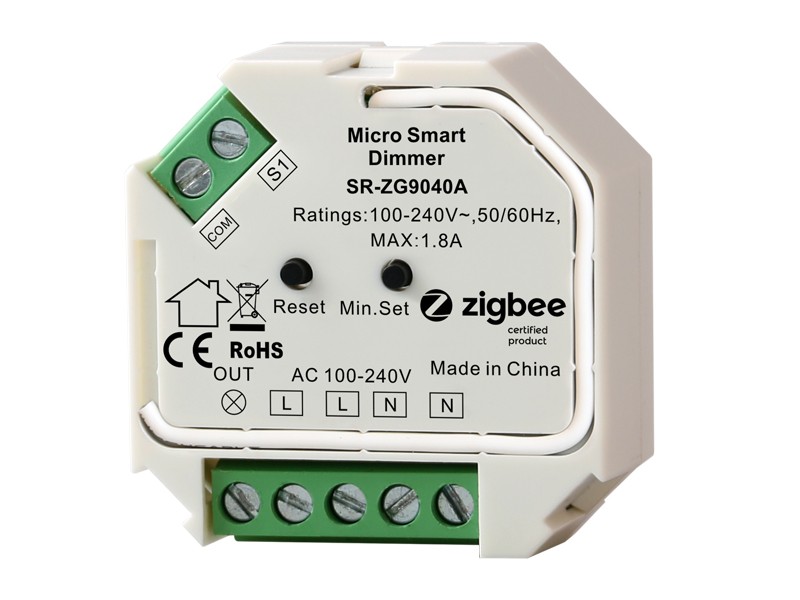 Micro Smart
Dimmer
SR-ZG9040A
Ratings:100-240V~,50/60Hz,
MAX:1.8A
S1
COM
Reset
Min.Set
zigbee
certified
product
CE
RoHS
Made in China
OUT
AC 100-240V
L
L
N
N